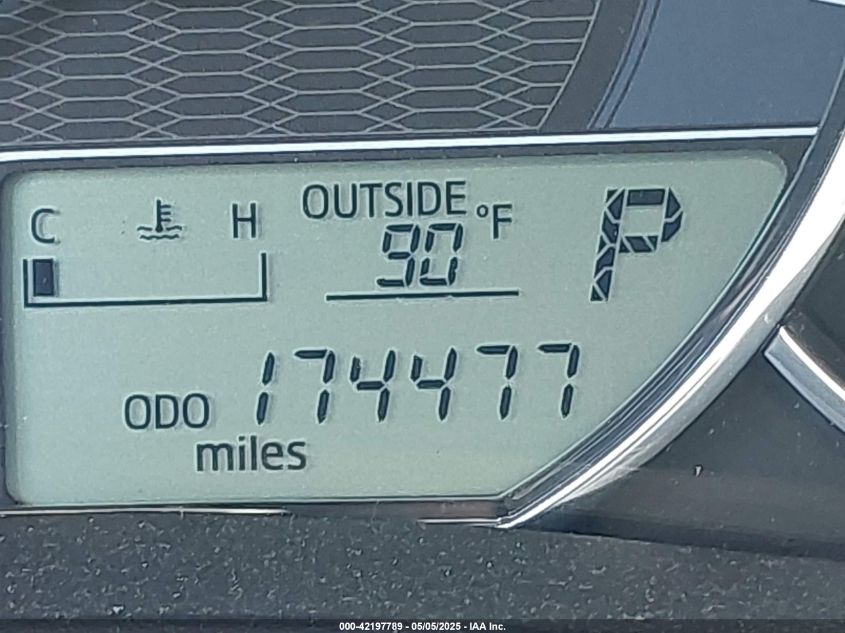 OUTSIDE
C H 90 °F P
ODO 174477
miles
000-42197789 - 05/05/2025 - IAA Inc.